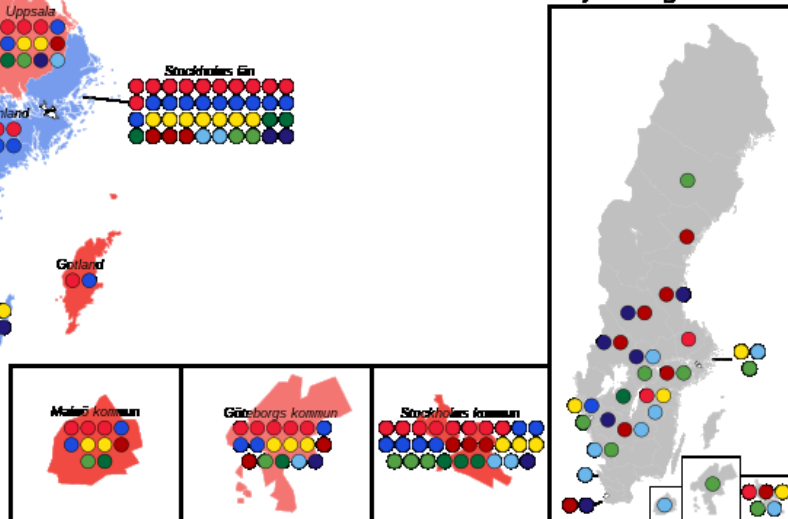 Uppsala
Stockholms län
Gotland
Malmö kommun
Göteborgs kommun
Stockholms kommun